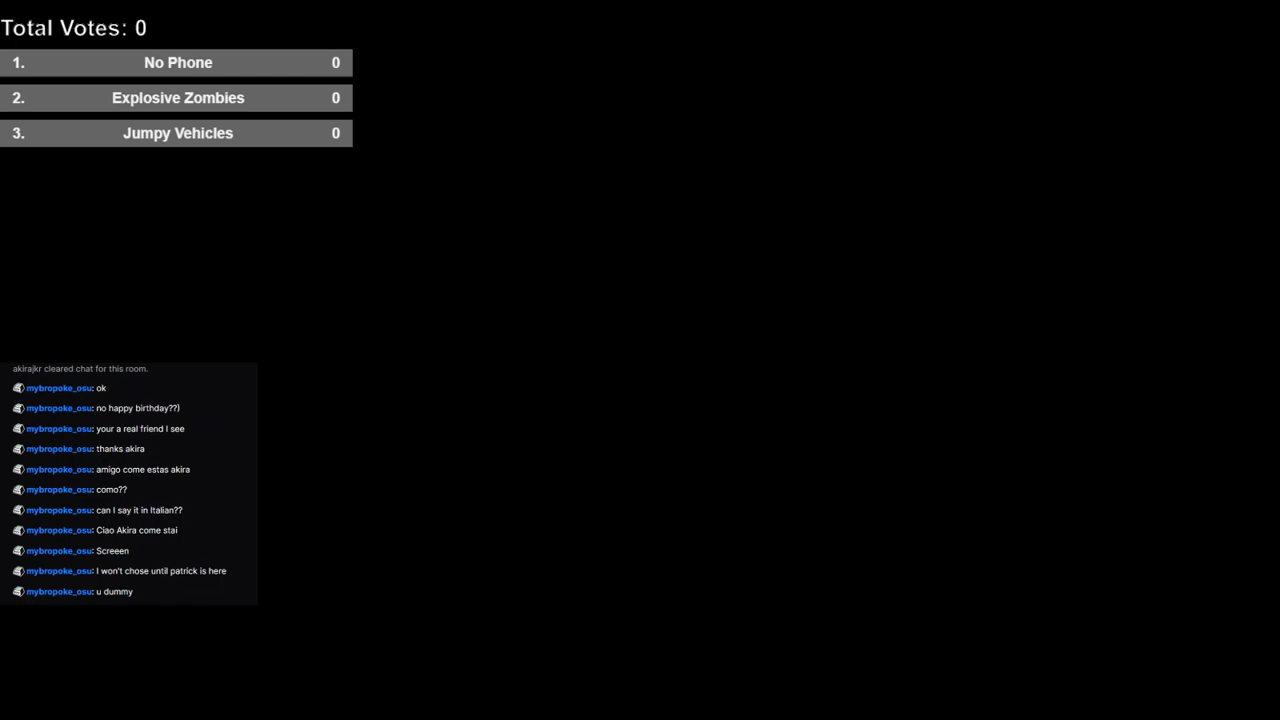 Total Votes: 0
1. No Phone 0
2. Explosive Zombies 0
3. Jumpy Vehicles 0
akirajkr cleared chat for this room.
mybropoke_osu: ok
mybropoke_osu: no happy birthday??)
mybropoke_osu: your a real friend I see
mybropoke_osu: thanks akira
mybropoke_osu: amigo come estas akira
mybropoke_osu: como??
mybropoke_osu: can I say it in Italian??
mybropoke_osu: Ciao Akira come stai
mybropoke_osu: Screeen
mybropoke_osu: I won't chose until patrick is here
mybropoke_osu: u dummy